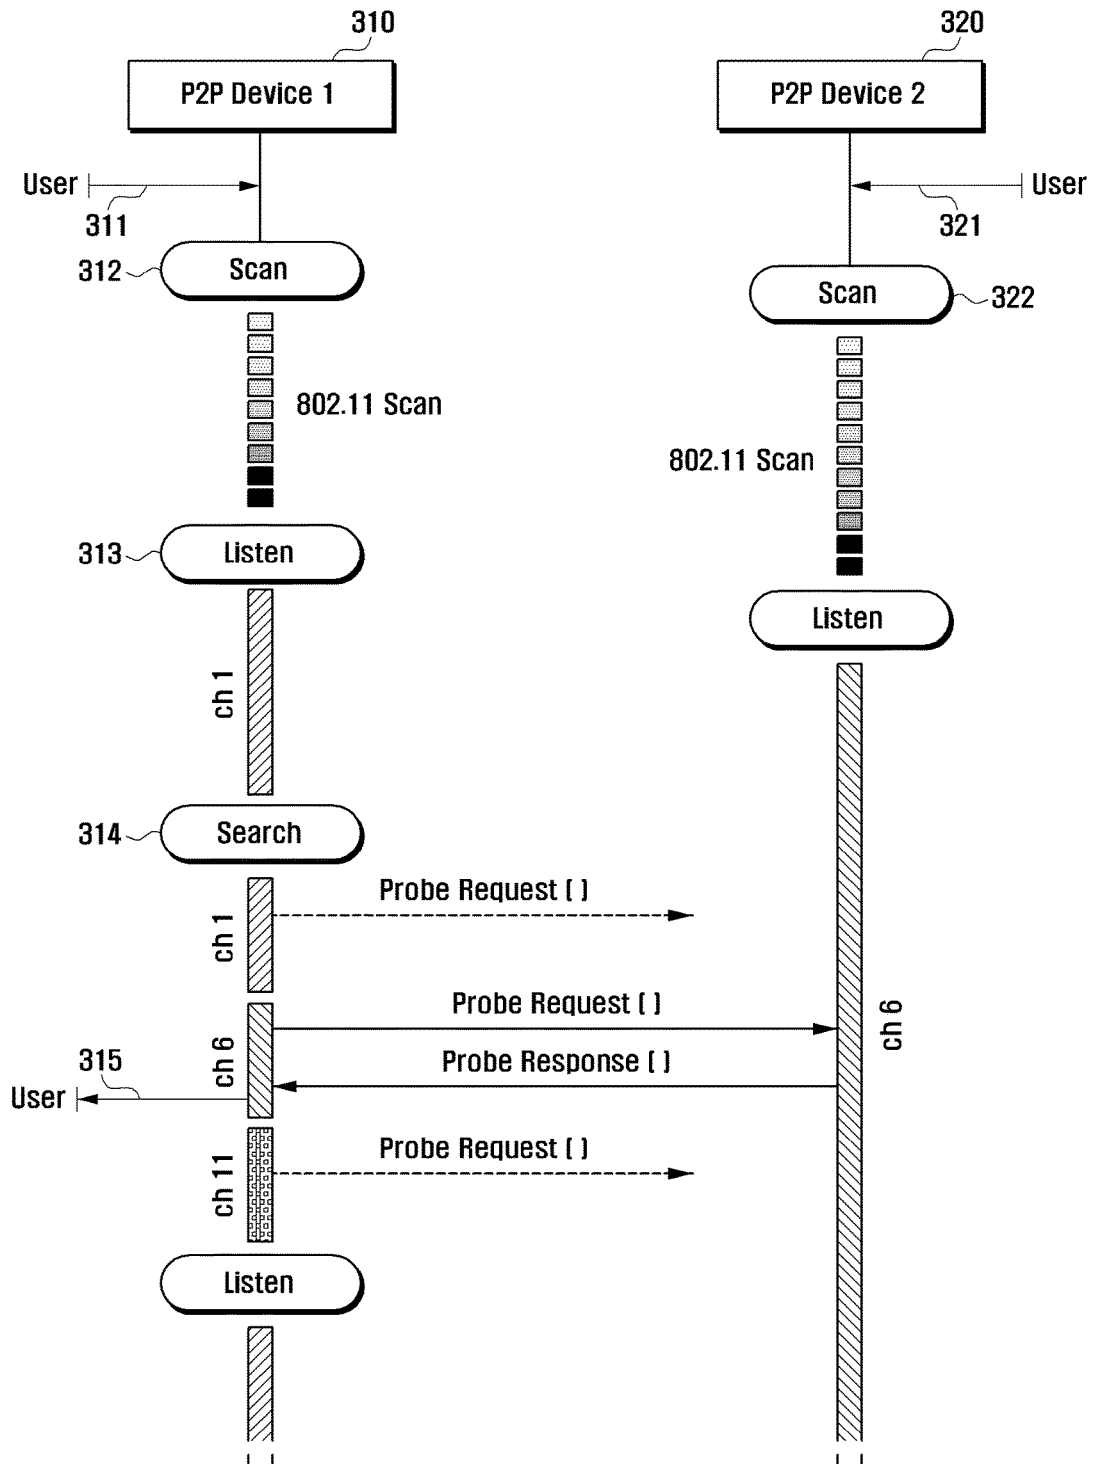 310
320
P2P Device 1
P2P Device 2
User
User
311
321
312
Scan
Scan
322
802.11 Scan
802.11 Scan
313
Listen
Listen
ch 1
314
Search
Probe Request ( )
ch 1
Probe Request ( )
ch 6
ch 6
Probe Response ( )
315
User
Probe Request ( )
ch 11
Listen